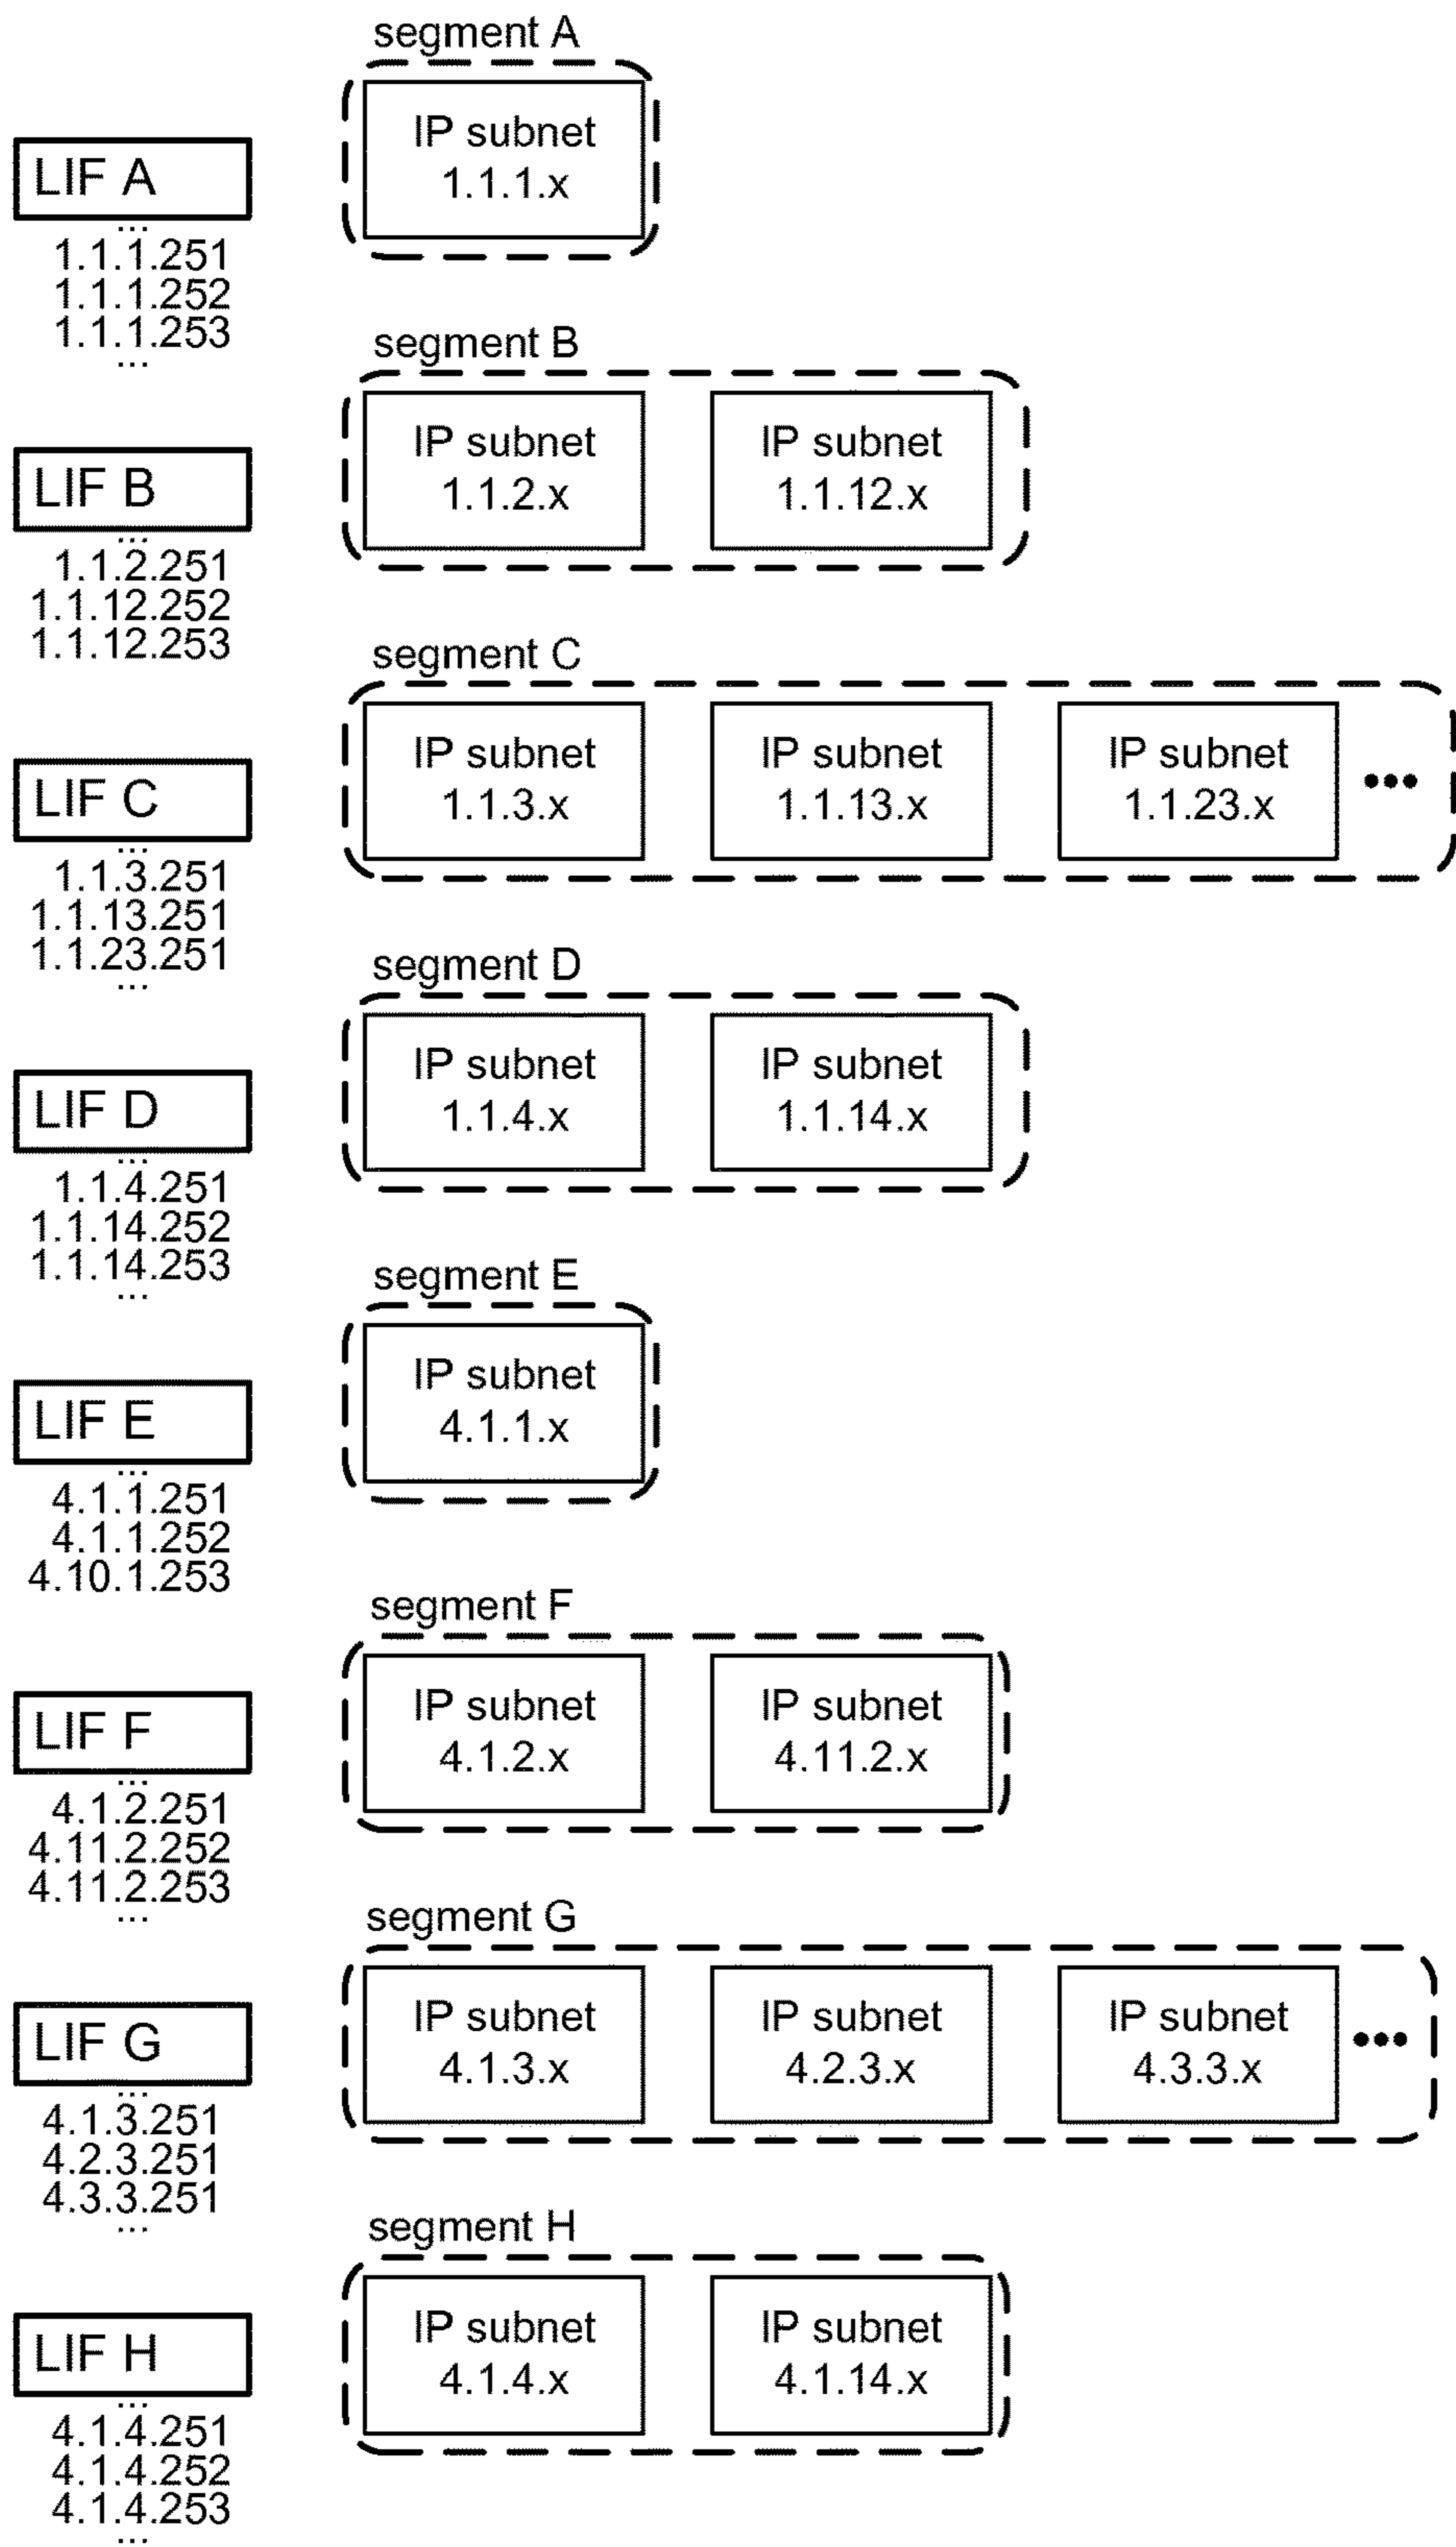 segment A
IP subnet
1.1.1.x
LIF A
...
1.1.1.251
1.1.1.252
1.1.1.253
...
segment B
IP subnet
1.1.2.x
IP subnet
1.1.12.x
LIF B
...
1.1.2.251
1.1.12.252
1.1.12.253
segment C
IP subnet
1.1.3.x
IP subnet
1.1.13.x
IP subnet
1.1.23.x
•••
LIF C
...
1.1.3.251
1.1.13.251
1.1.23.251
...
segment D
IP subnet
1.1.4.x
IP subnet
1.1.14.x
LIF D
...
1.1.4.251
1.1.14.252
1.1.14.253
...
segment E
IP subnet
4.1.1.x
LIF E
...
4.1.1.251
4.1.1.252
4.10.1.253
segment F
IP subnet
4.1.2.x
IP subnet
4.11.2.x
LIF F
...
4.1.2.251
4.11.2.252
4.11.2.253
...
segment G
IP subnet
4.1.3.x
IP subnet
4.2.3.x
IP subnet
4.3.3.x
•••
LIF G
...
4.1.3.251
4.2.3.251
4.3.3.251
...
segment H
IP subnet
4.1.4.x
IP subnet
4.1.14.x
LIF H
...
4.1.4.251
4.1.4.252
4.1.4.253
...